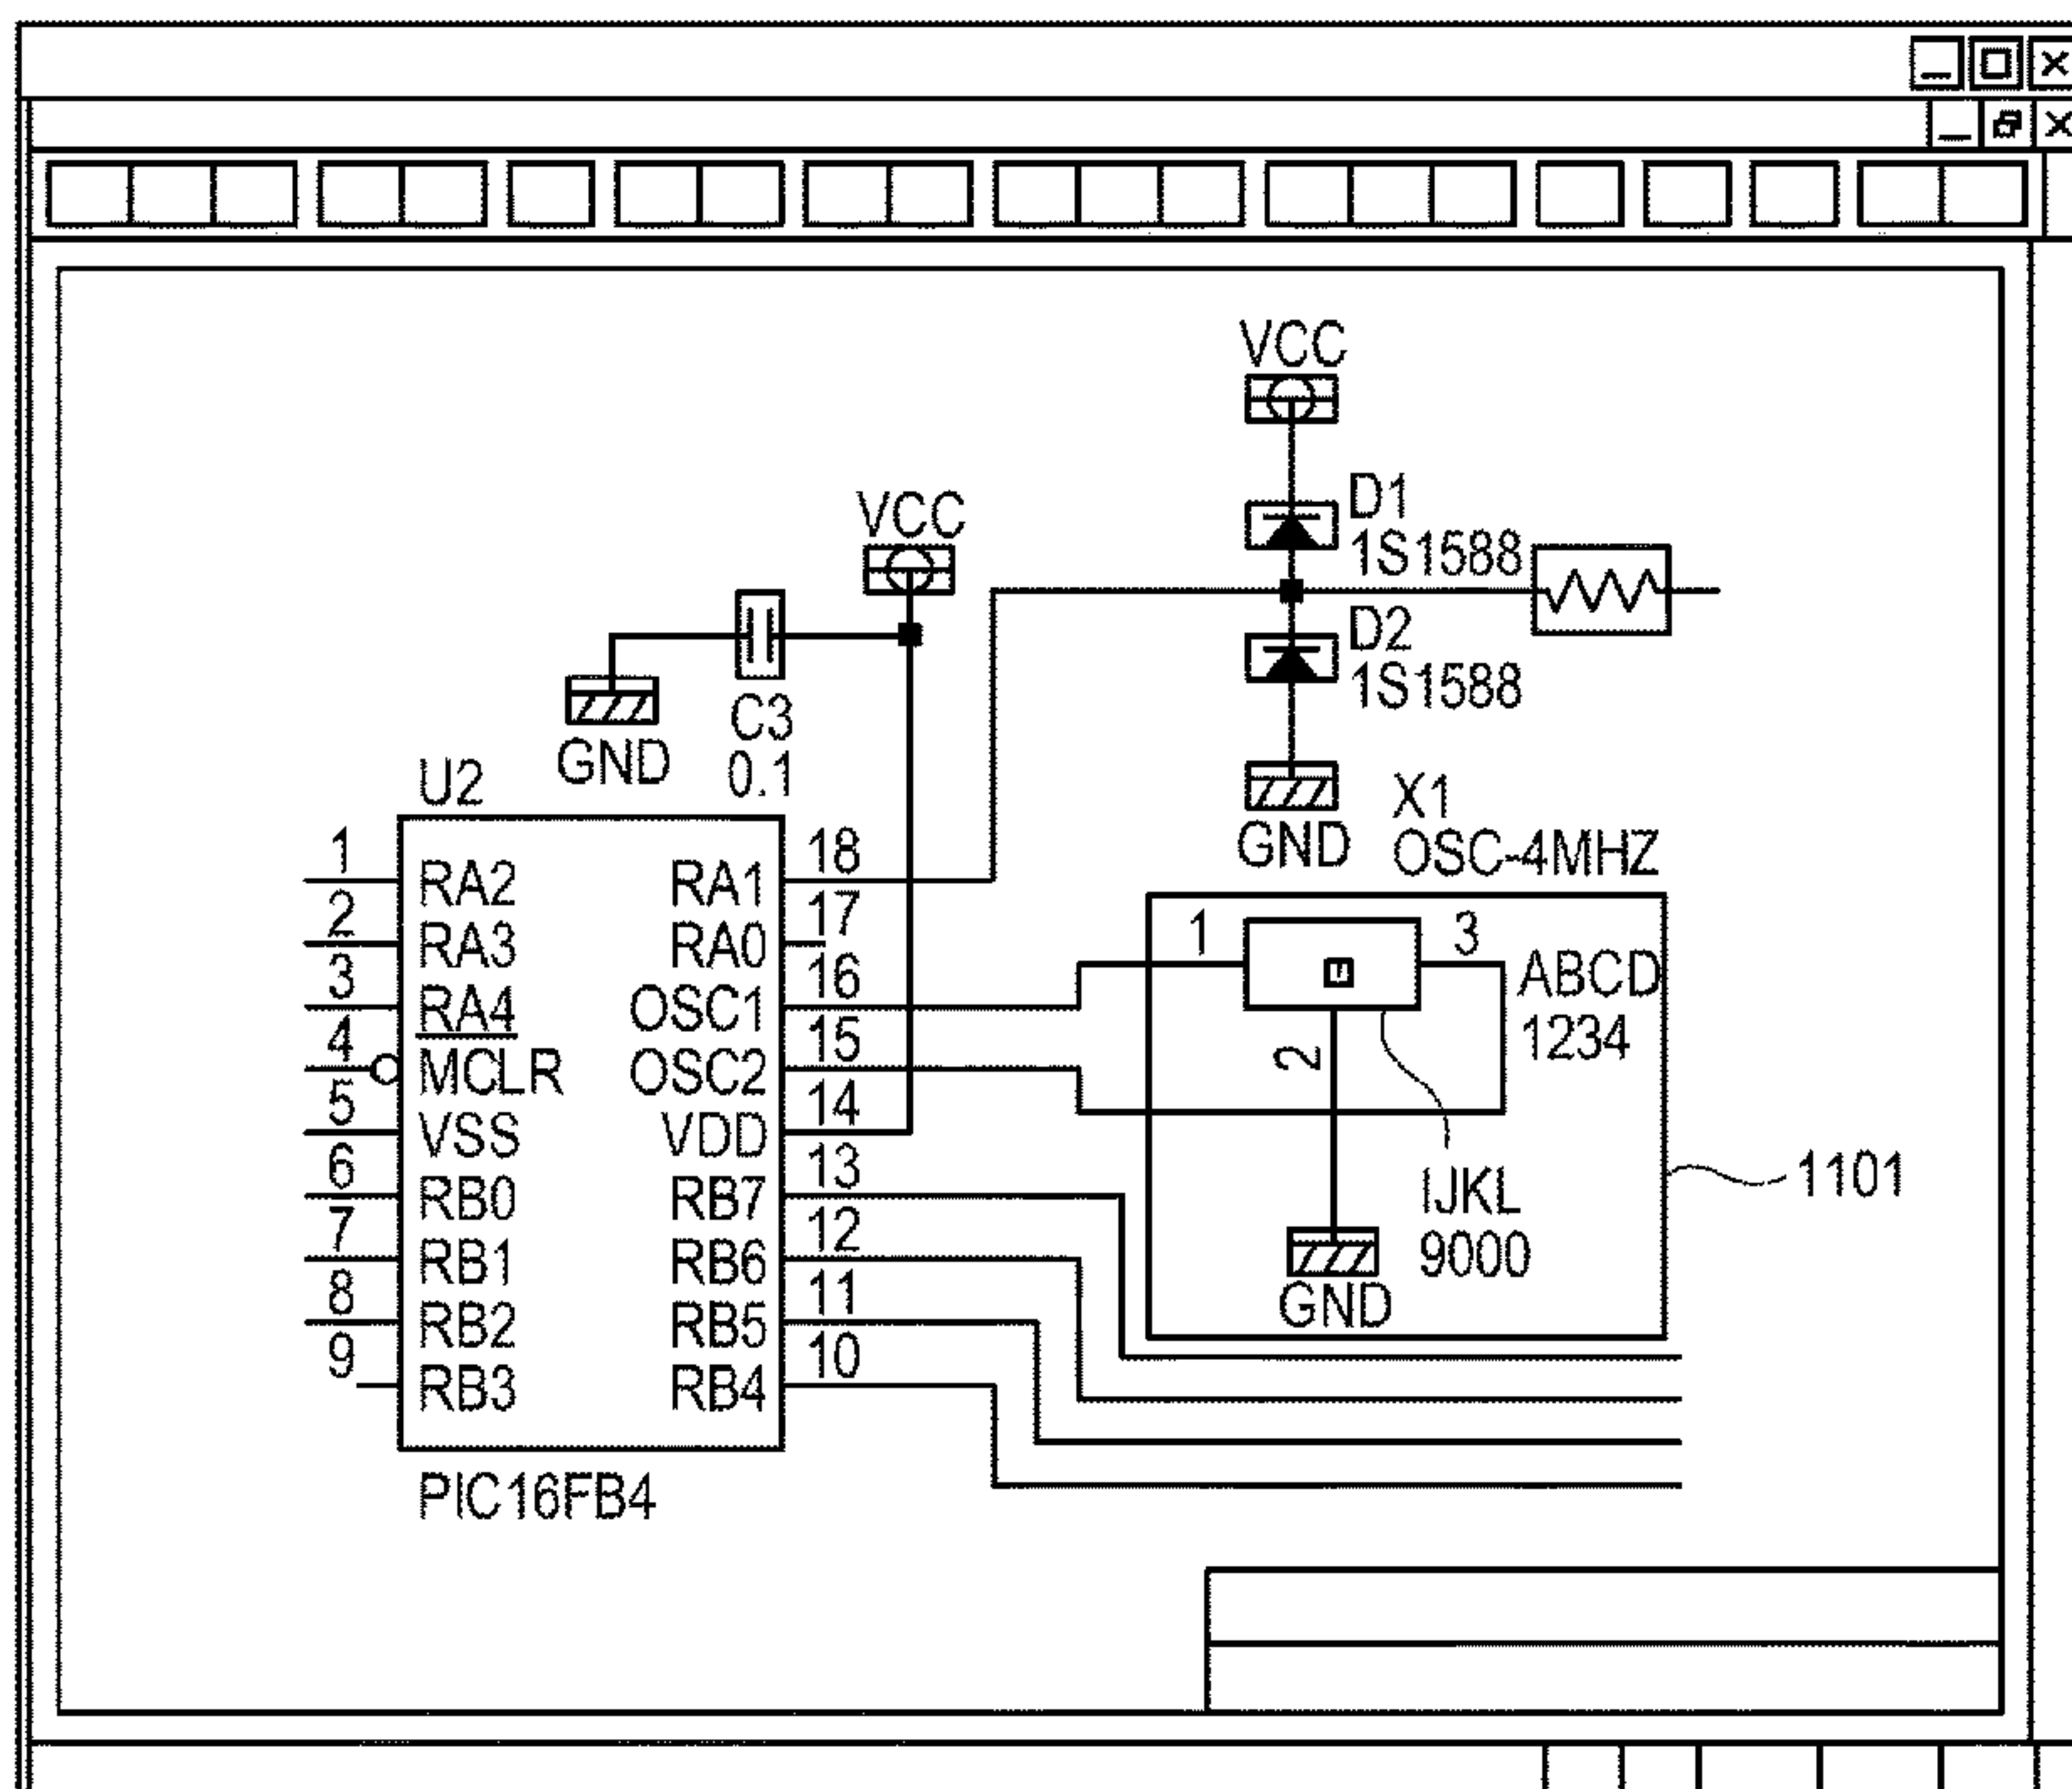 VCC
D1
1S1588
VCC
D2
1S1588
C3
0.1
GND
U2
GND
X1
OSC-4MHZ
1 RA2 RA1 18
2 RA3 RA0 17
3 RA4 OSC1 16
4 MCLR OSC2 15
5 VSS VDD 14
6 RB0 RB7 13
7 RB1 RB6 12
8 RB2 RB5 11
9 RB3 RB4 10
PIC16FB4
1
3
ABCD
1234
2
IJKL
9000
GND
1101